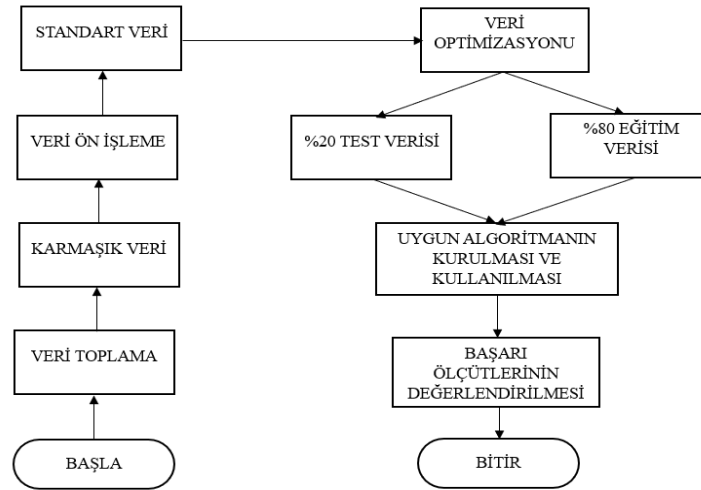 STANDART VERİ
VERİ
OPTİMİZASYONU
VERİ ÖN İŞLEME
%20 TEST VERİSİ
%80 EĞİTİM
VERİSİ
KARMAŞIK VERİ
UYGUN ALGORİTMANIN
KURULMASI VE
KULLANILMASI
VERİ TOPLAMA
BAŞARI
ÖLÇÜTLERİNİN
DEĞERLENDİRİLMESİ
BAŞLA
BİTİR